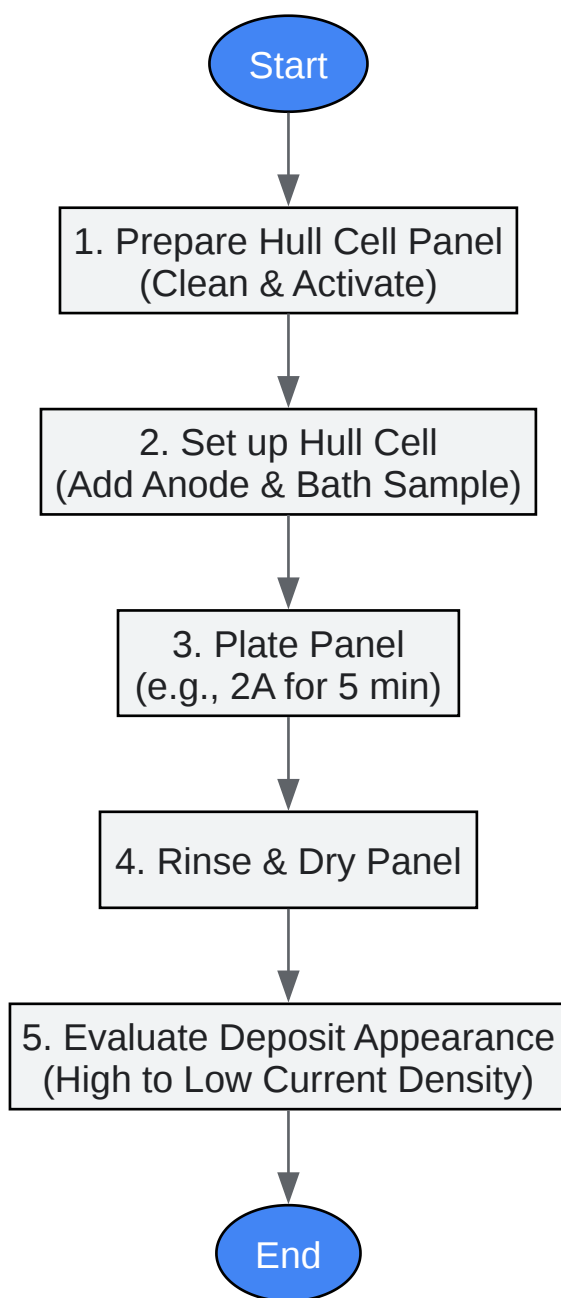 Start
1. Prepare Hull Cell Panel
(Clean & Activate)
2. Set up Hull Cell
(Add Anode & Bath Sample)
3. Plate Panel
(e.g., 2A for 5 min)
4. Rinse & Dry Panel
5. Evaluate Deposit Appearance
(High to Low Current Density)
End